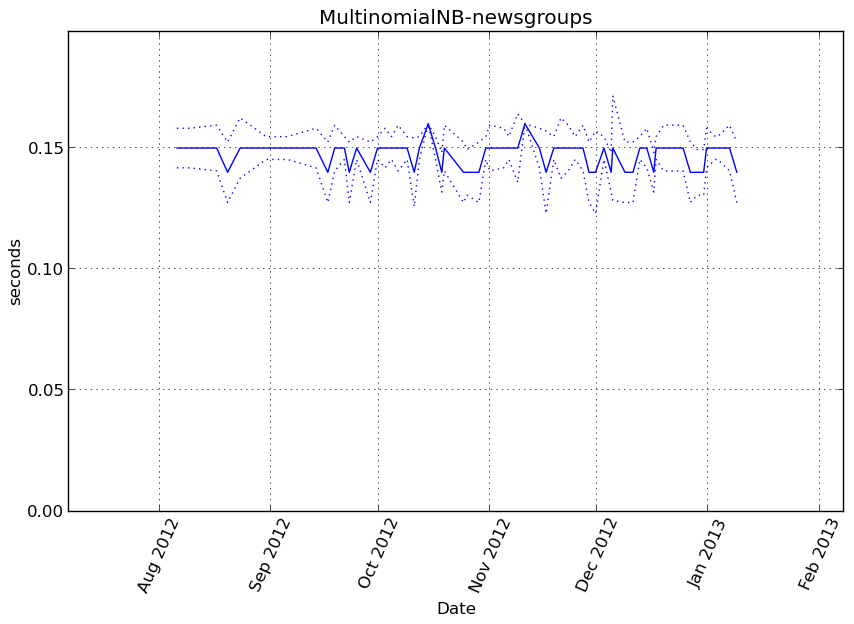 MultinomialNB-newsgroups
seconds
0.15
0.10
0.05
0.00
Aug 2012
Sep 2012
Oct 2012
Nov 2012
Dec 2012
Jan 2013
Feb 2013
Date